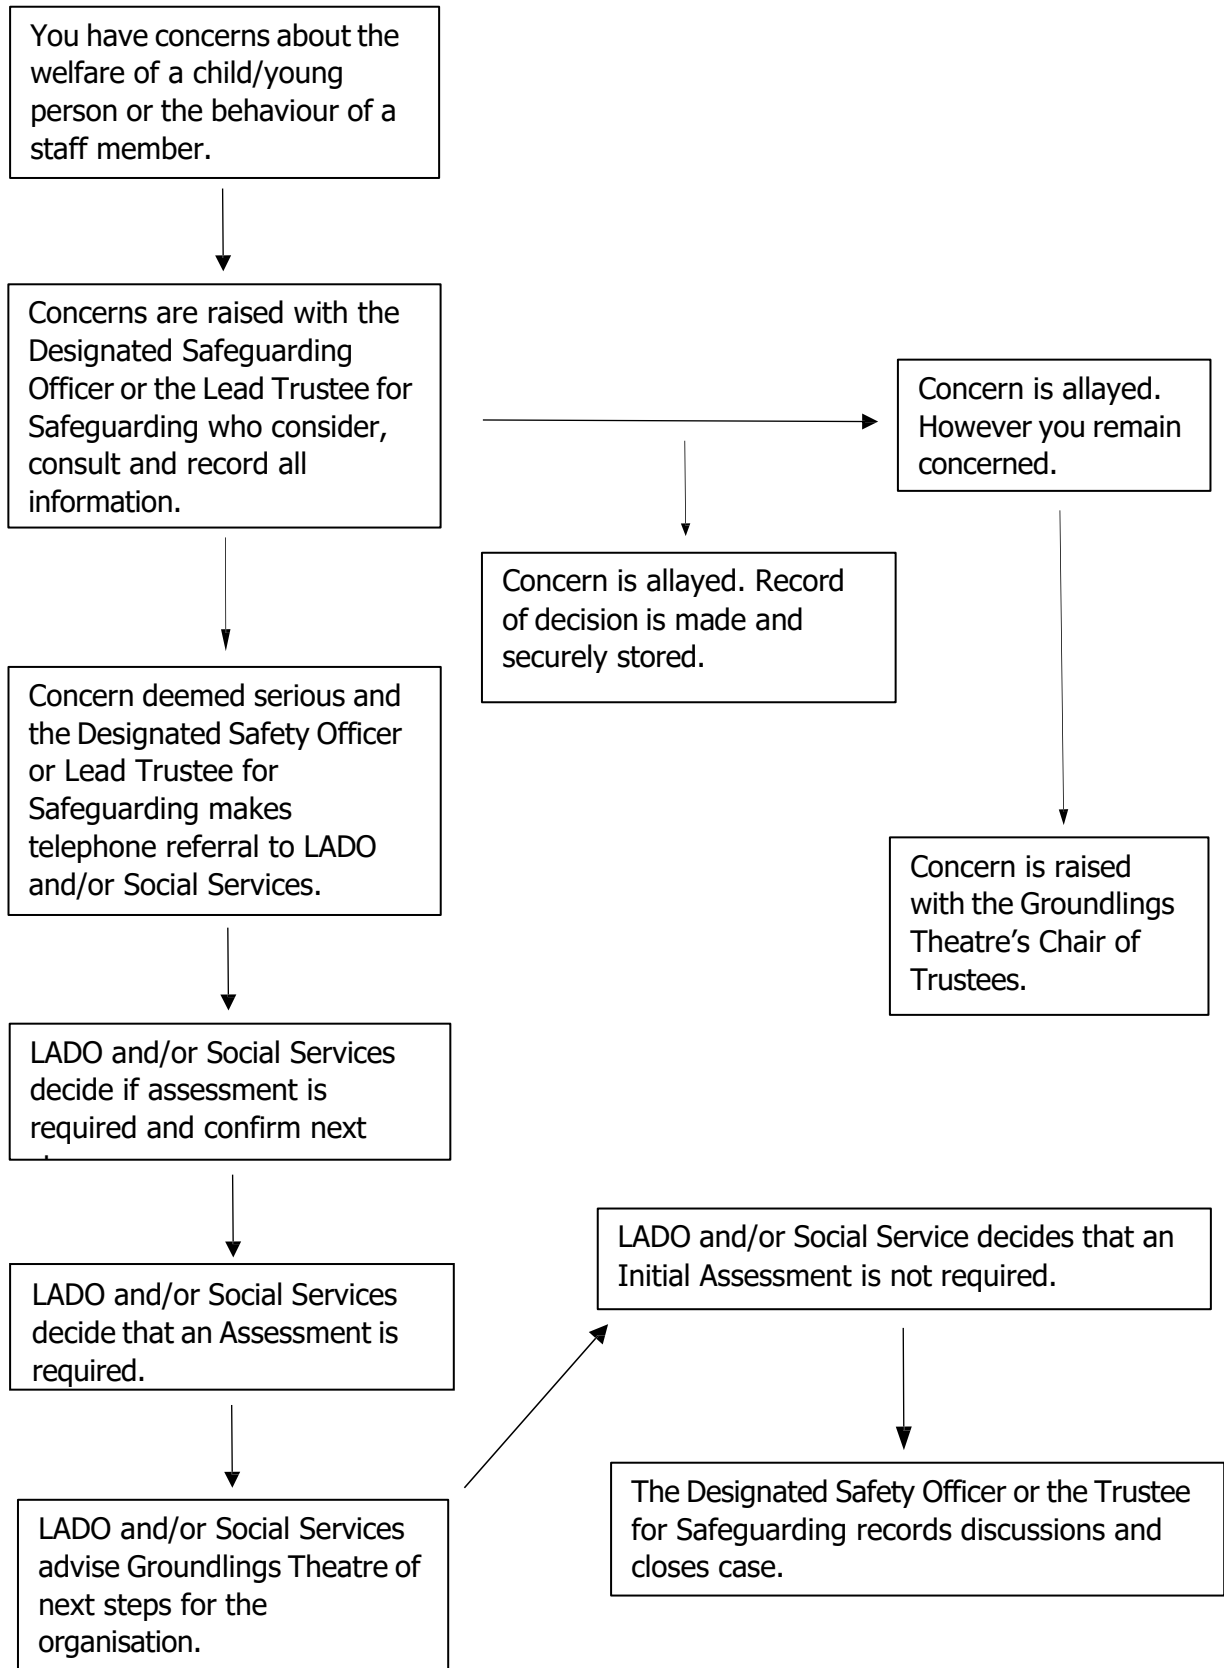 You have concerns about the
welfare of a child/young
person or the behaviour of a
staff member.
Concerns are raised with the
Designated Safeguarding
Officer or the Lead Trustee for
Safeguarding who consider,
consult and record all
information.
Concern is allayed.
However you remain
concerned.
Concern is allayed. Record
of decision is made and
securely stored.
Concern deemed serious and
the Designated Safety Officer
or Lead Trustee for
Safeguarding makes
telephone referral to LADO
and/or Social Services.
Concern is raised
with the Groundlings
Theatre’s Chair of
Trustees.
LADO and/or Social Services
decide if assessment is
required and confirm next
LADO and/or Social Services
decide that an Assessment is
required.
LADO and/or Social Service decides that an
Initial Assessment is not required.
LADO and/or Social Services
advise Groundlings Theatre of
next steps for the
organisation.
The Designated Safety Officer or the Trustee
for Safeguarding records discussions and
closes case.